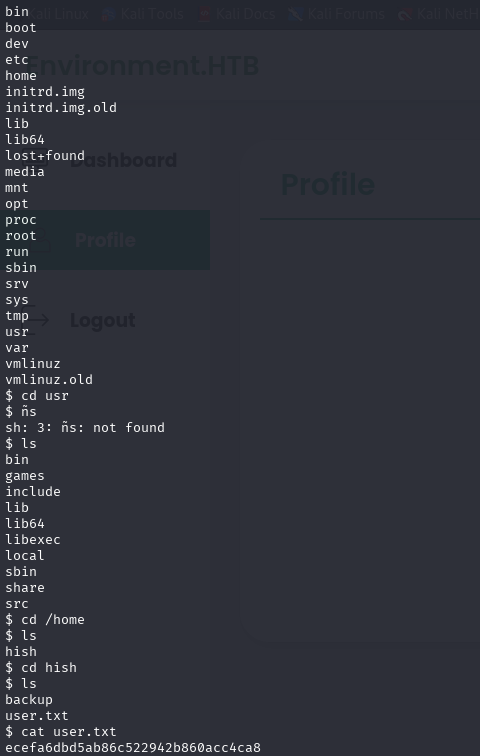 Kali Linux Kali Tools Kali Docs Kali Forums Kali NetH
bin
boot
dev
etc
Environment.HTB
home
initrd.img
initrd.img.old
lib
lib64
lost+found
Dashboard
media
mnt
Profile
opt
proc
root
Profile
run
sbin
srv
sys
tmp
Logout
usr
var
vmlinuz
vmlinuz.old
$ cd usr
$ ñs
sh: 3: ñs: not found
$ ls
bin
games
include
lib
lib64
libexec
local
sbin
share
src
$ cd /home
$ ls
hish
$ cd hish
$ ls
backup
user.txt
$ cat user.txt
ecefa6dbd5ab86c522942b860acc4ca8